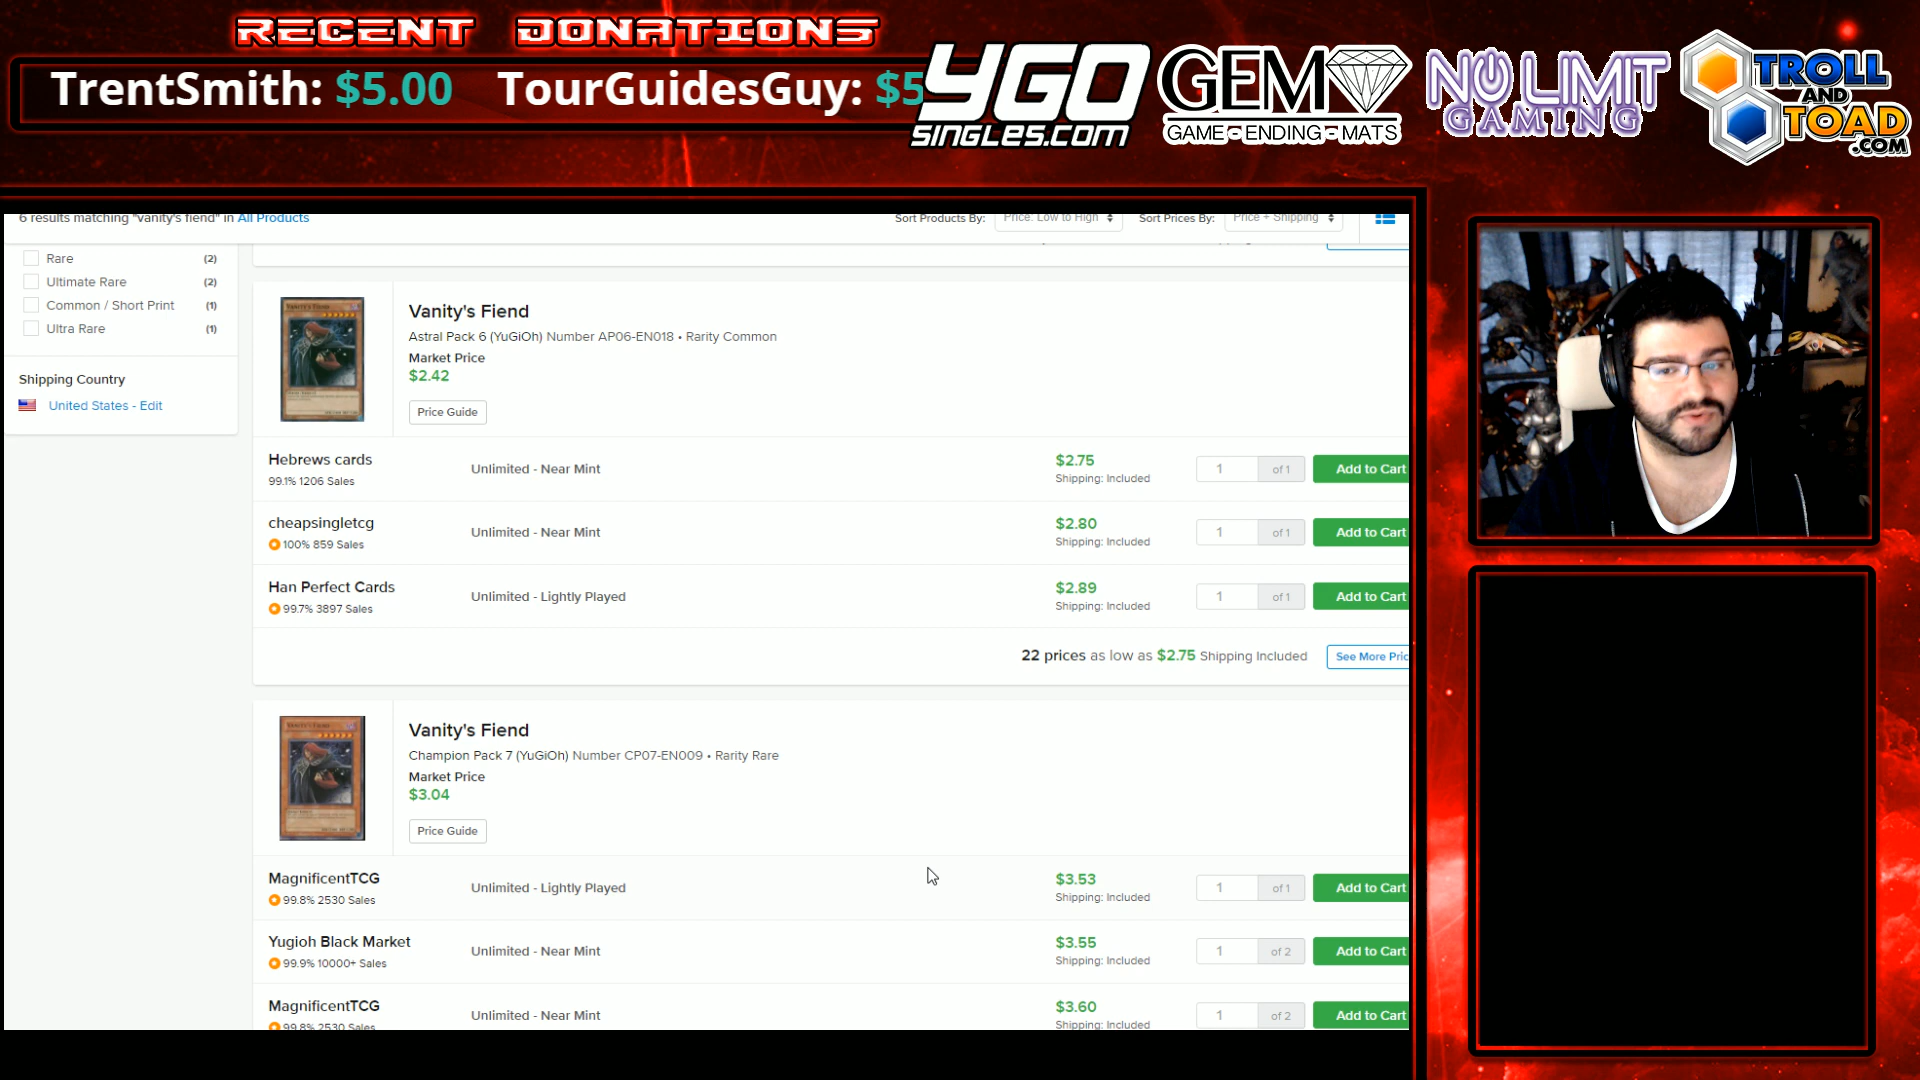 RECENT DONATIONS
TrentSmith: $5.00 TourGuidesGuy: $5
YGO
SINGLES.COM
GEM
GAME-ENDING-MATS
NO LIMIT
GAMING
TROLL
AND
TOAD
.COM
6 results matching "vanity's fiend" in All Products
Sort Products By: Price: Low to High
Sort Prices By: Price + Shipping
Rare (2)
Ultimate Rare (2)
Common / Short Print (1)
Ultra Rare (1)
Shipping Country
United States - Edit
Vanity's Fiend
Astral Pack 6 (YuGiOh) Number AP06-EN018 • Rarity Common
Market Price
$2.42
Price Guide
Hebrews cards
99.1% 1206 Sales
Unlimited - Near Mint
$2.75
Shipping: Included
1 of 1
Add to Cart
cheapsingletcg
100% 859 Sales
Unlimited - Near Mint
$2.80
Shipping: Included
1 of 1
Add to Cart
Han Perfect Cards
99.7% 3897 Sales
Unlimited - Lightly Played
$2.89
Shipping: Included
1 of 1
Add to Cart
22 prices as low as $2.75 Shipping Included
See More Pric
Vanity's Fiend
Champion Pack 7 (YuGiOh) Number CP07-EN009 • Rarity Rare
Market Price
$3.04
Price Guide
MagnificentTCG
99.8% 2530 Sales
Unlimited - Lightly Played
$3.53
Shipping: Included
1 of 1
Add to Cart
Yugioh Black Market
99.9% 10000+ Sales
Unlimited - Near Mint
$3.55
Shipping: Included
1 of 2
Add to Cart
MagnificentTCG
99.8% 2530 Sales
Unlimited - Near Mint
$3.60
Shipping: Included
1 of 2
Add to Cart